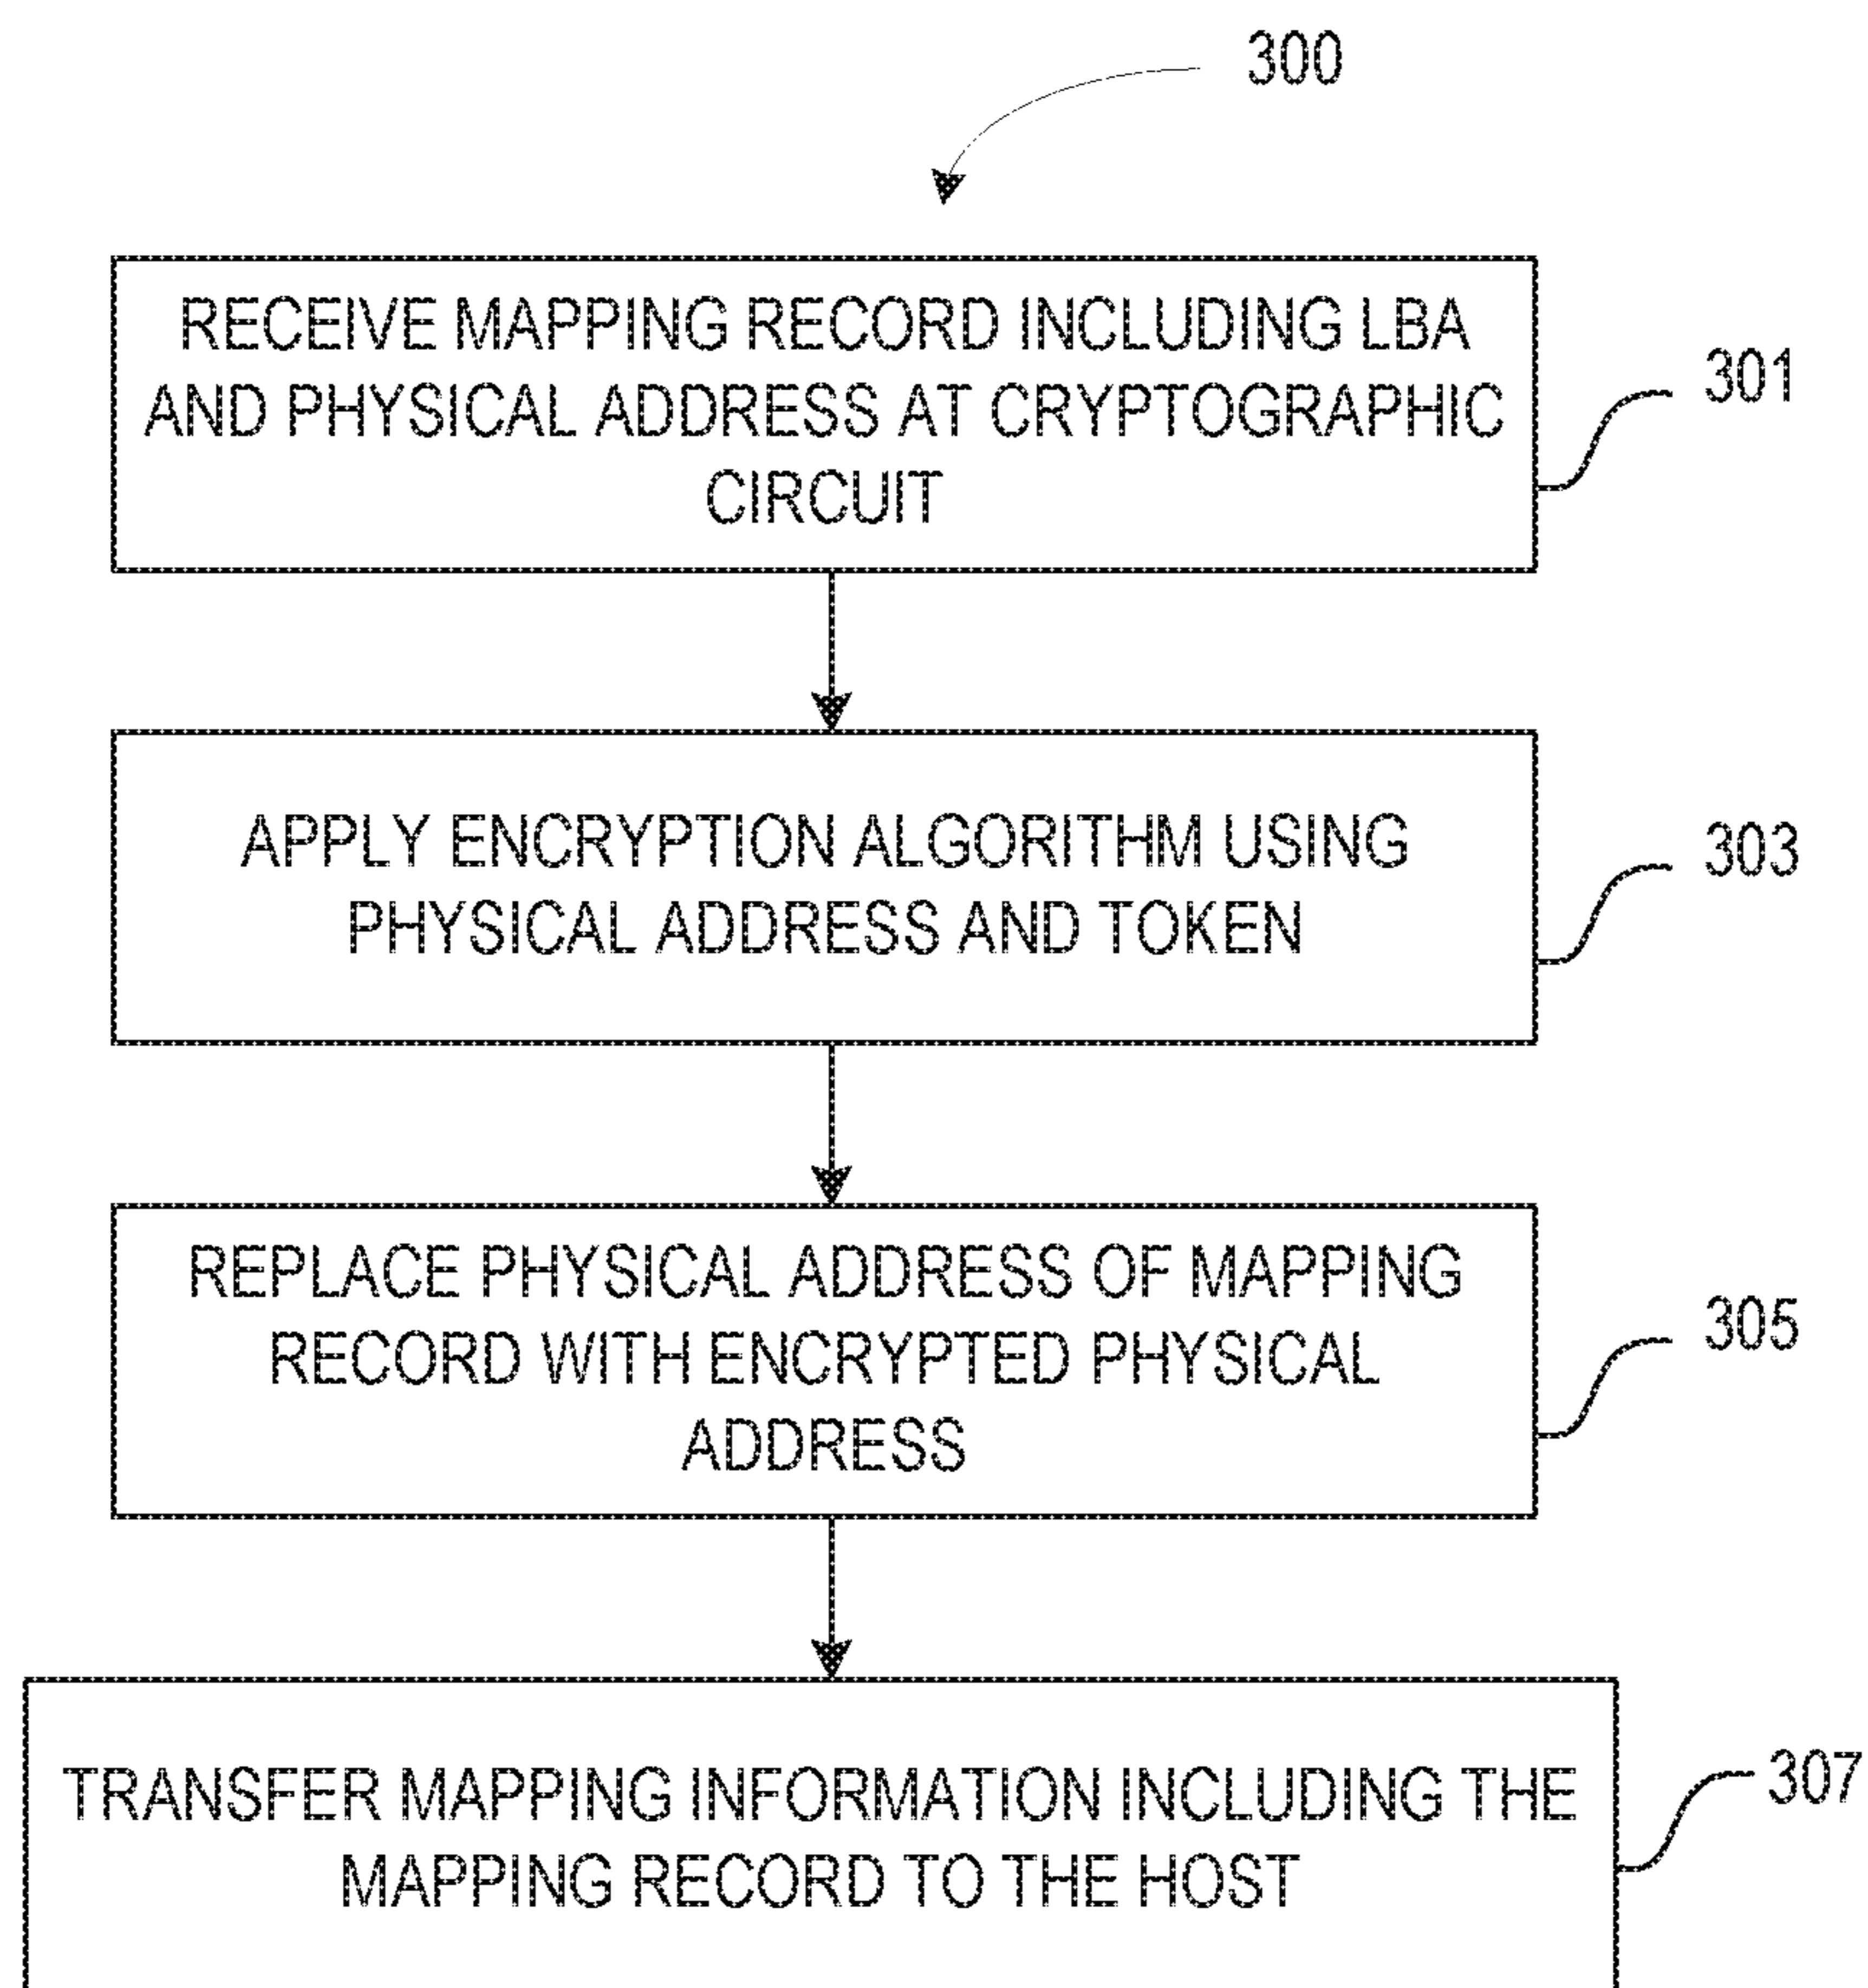 300
RECEIVE MAPPING RECORD INCLUDING LBA
AND PHYSICAL ADDRESS AT CRYPTOGRAPHIC
CIRCUIT
301
APPLY ENCRYPTION ALGORITHM USING
PHYSICAL ADDRESS AND TOKEN
303
REPLACE PHYSICAL ADDRESS OF MAPPING
RECORD WITH ENCRYPTED PHYSICAL
ADDRESS
305
TRANSFER MAPPING INFORMATION INCLUDING THE
MAPPING RECORD TO THE HOST
307